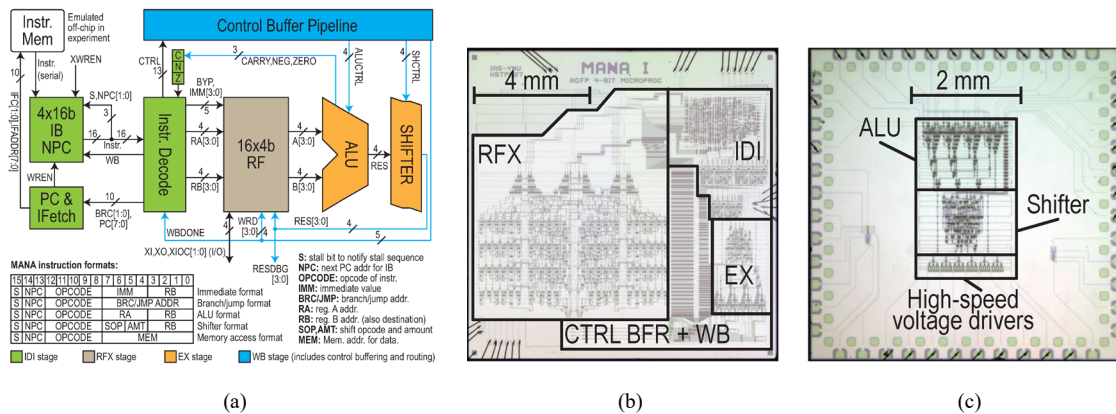 Instr.
Mem
Emulated
off-chip in
experiment
Control Buffer Pipeline
10
Instr.
(serial)
XWREN
CTRL
13
C
N
Z
3
CARRY,NEG,ZERO
4
ALUCTRL
4
SHCTRL
IFC[1:0],IFADDR[7:0]
S,NPC[1:0]
3
BYP,
IMM[3:0]
5
4x16b
IB
NPC
16
16
Instr.
WB
Instr. Decode
4
RA[3:0]
16x4b
RF
4
A[3:0]
ALU
4
RES
SHIFTER
WREN
4
RB[3:0]
4
B[3:0]
PC &
IFetch
10
BRC[1:0],
PC[7:0]
WBDONE
4
WRD
[3:0]
4
RES[3:0]
4
5
XI,XO,XIOC[1:0] (I/O)
RESDBG
[3:0]
MANA instruction formats:
15 14 13 12 11 10 9 8 7 6 5 4 3 2 1 0
S NPC OPCODE IMM RB Immediate format
S NPC OPCODE BRC/JMP ADDR Branch/jump format
S NPC OPCODE RA RB ALU format
S NPC OPCODE SOP AMT RB Shifter format
S NPC OPCODE MEM Memory access format
S: stall bit to notify stall sequence
NPC: next PC addr for IB
OPCODE: opcode of instr.
IMM: immediate value
BRC/JMP: branch/jump addr.
RA: reg. A addr.
RB: reg. B addr. (also destination)
SOP,AMT: shift opcode and amount
MEM: Mem. addr for data.
IDI stage
RFX stage
EX stage
WB stage (includes control buffering and routing)
(a)
MANA I
AQFP 4-BIT MICROPROC
4 mm
RFX
IDI
EX
CTRL BFR + WB
(b)
2 mm
ALU
Shifter
High-speed
voltage drivers
(c)